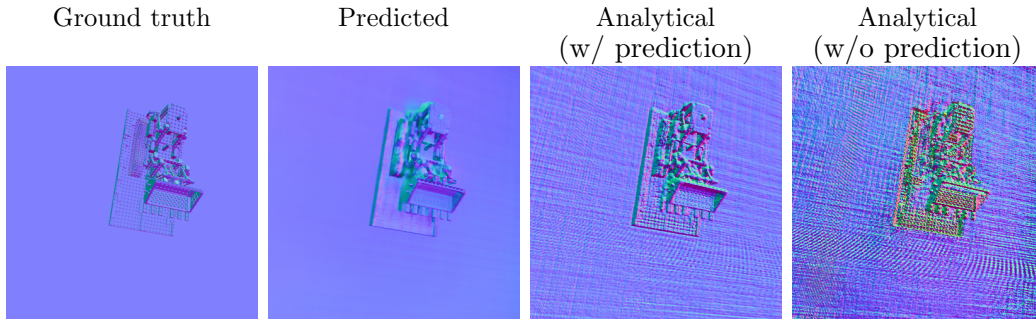 Ground truth
Predicted
Analytical
(w/ prediction)
Analytical
(w/o prediction)